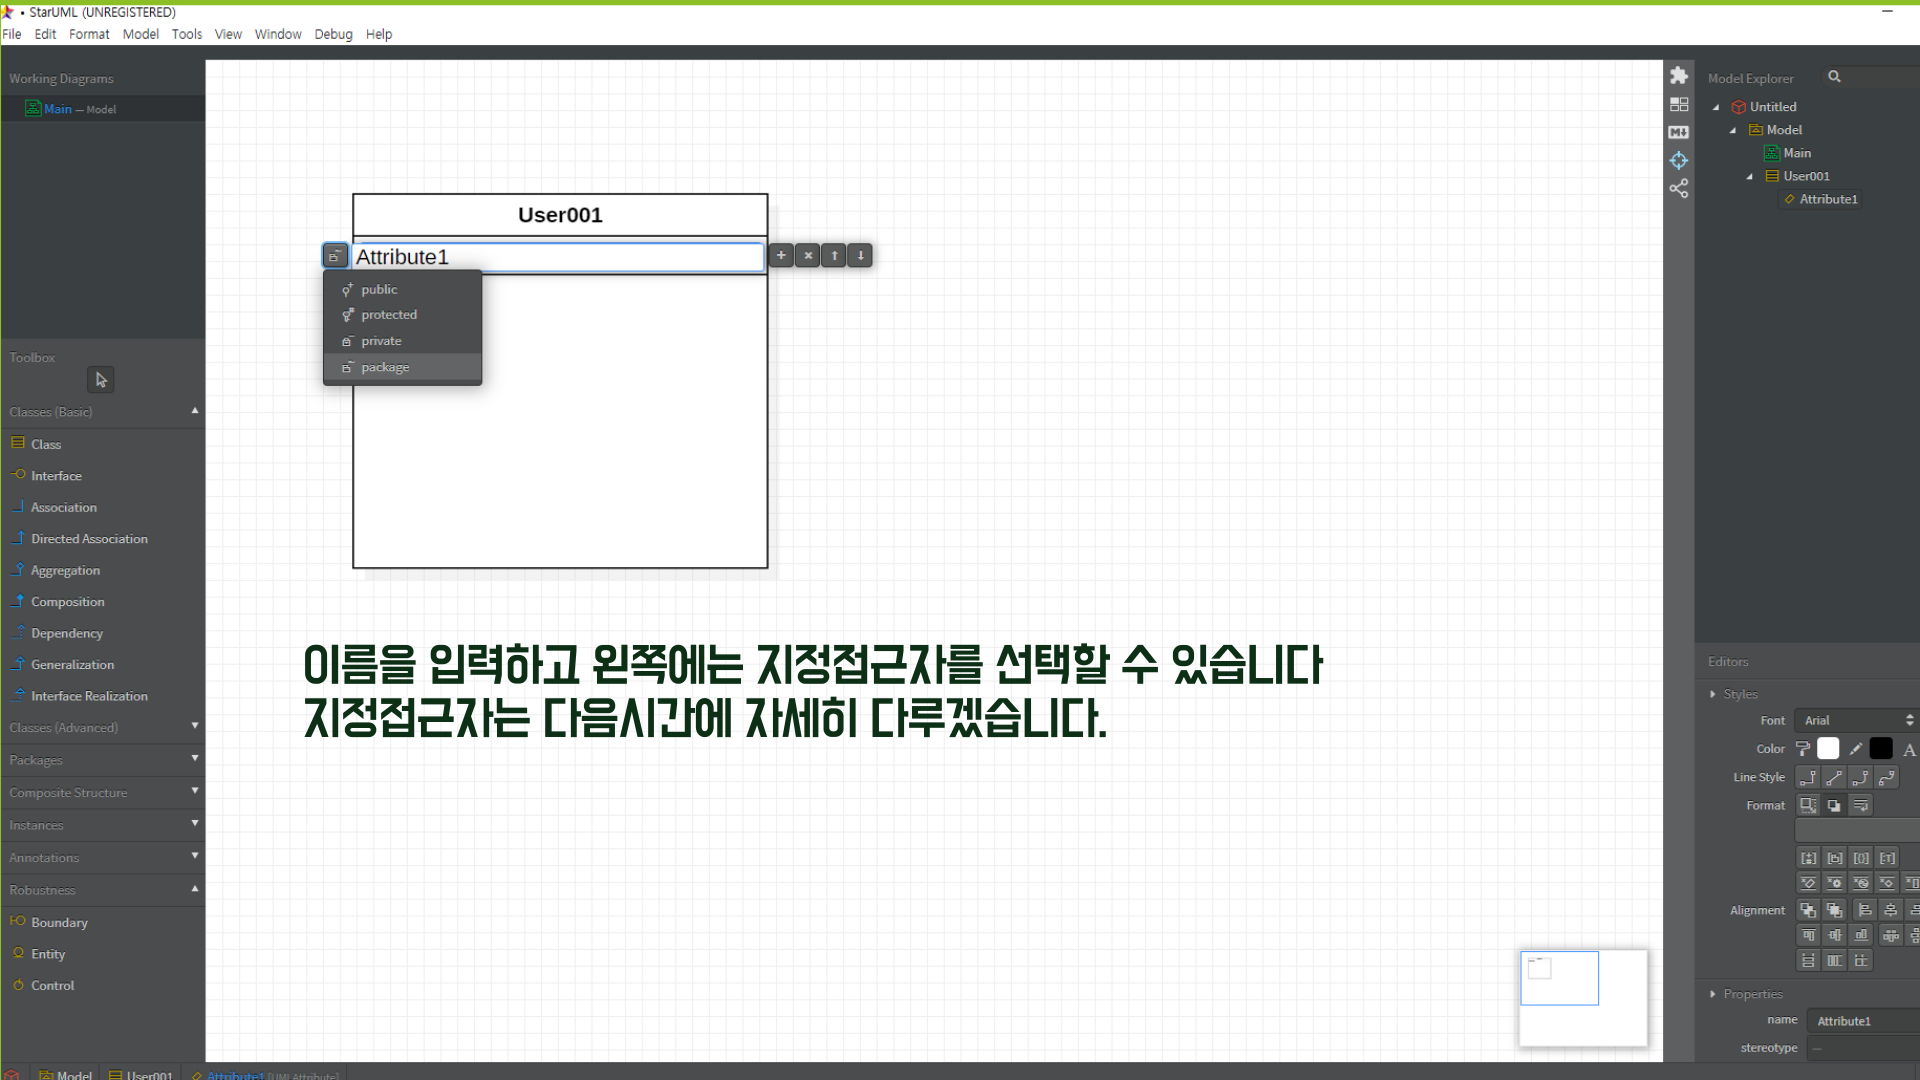 • StarUML (UNREGISTERED)
File Edit Format Model Tools View Window Debug Help
Working Diagrams
Main — Model
Toolbox
Classes (Basic)
Class
Interface
Association
Directed Association
Aggregation
Composition
Dependency
Generalization
Interface Realization
Classes (Advanced)
Packages
Composite Structure
Instances
Annotations
Robustness
Boundary
Entity
Control
User001
Attribute1
public
protected
private
package
이름을 입력하고 왼쪽에는 지정접근자를 선택할 수 있습니다
지정접근자는 다음시간에 자세히 다루겠습니다.
Model Explorer
Untitled
Model
Main
User001
Attribute1
Editors
Styles
Font Arial
Color A
Line Style
Format
Alignment
Properties
name Attribute1
stereotype —
Model User001 Attribute1 [UMLAttribute]